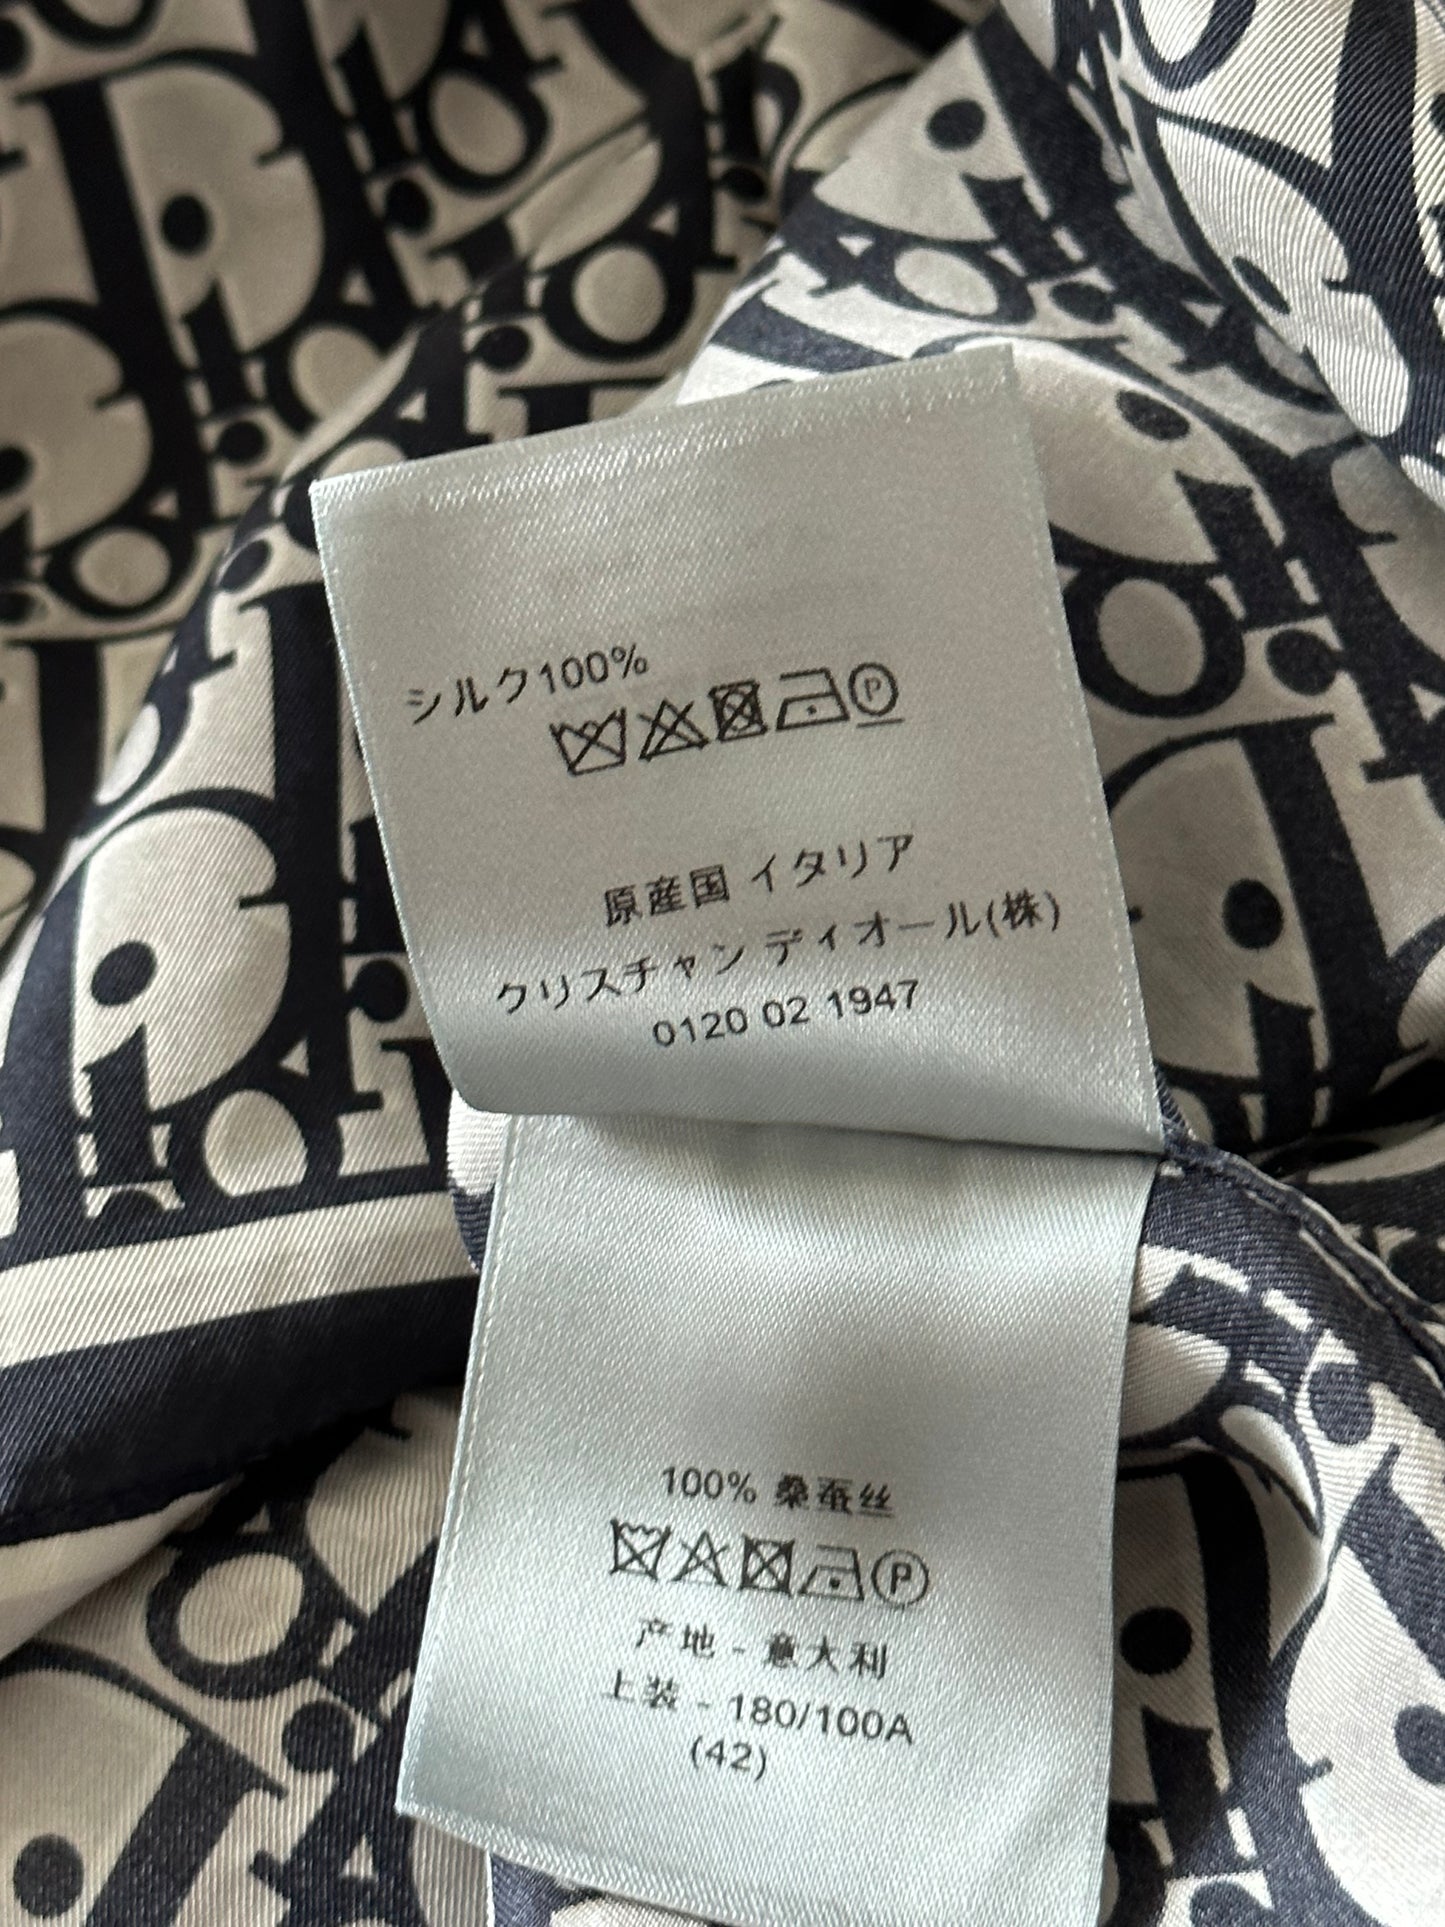 シルク100%
P
原産国 イタリア
クリスチャン ディオール(株)
0120 02 1947
100% 桑蚕丝
P
产地 - 意大利
上装 - 180/100A
(42)
Dior